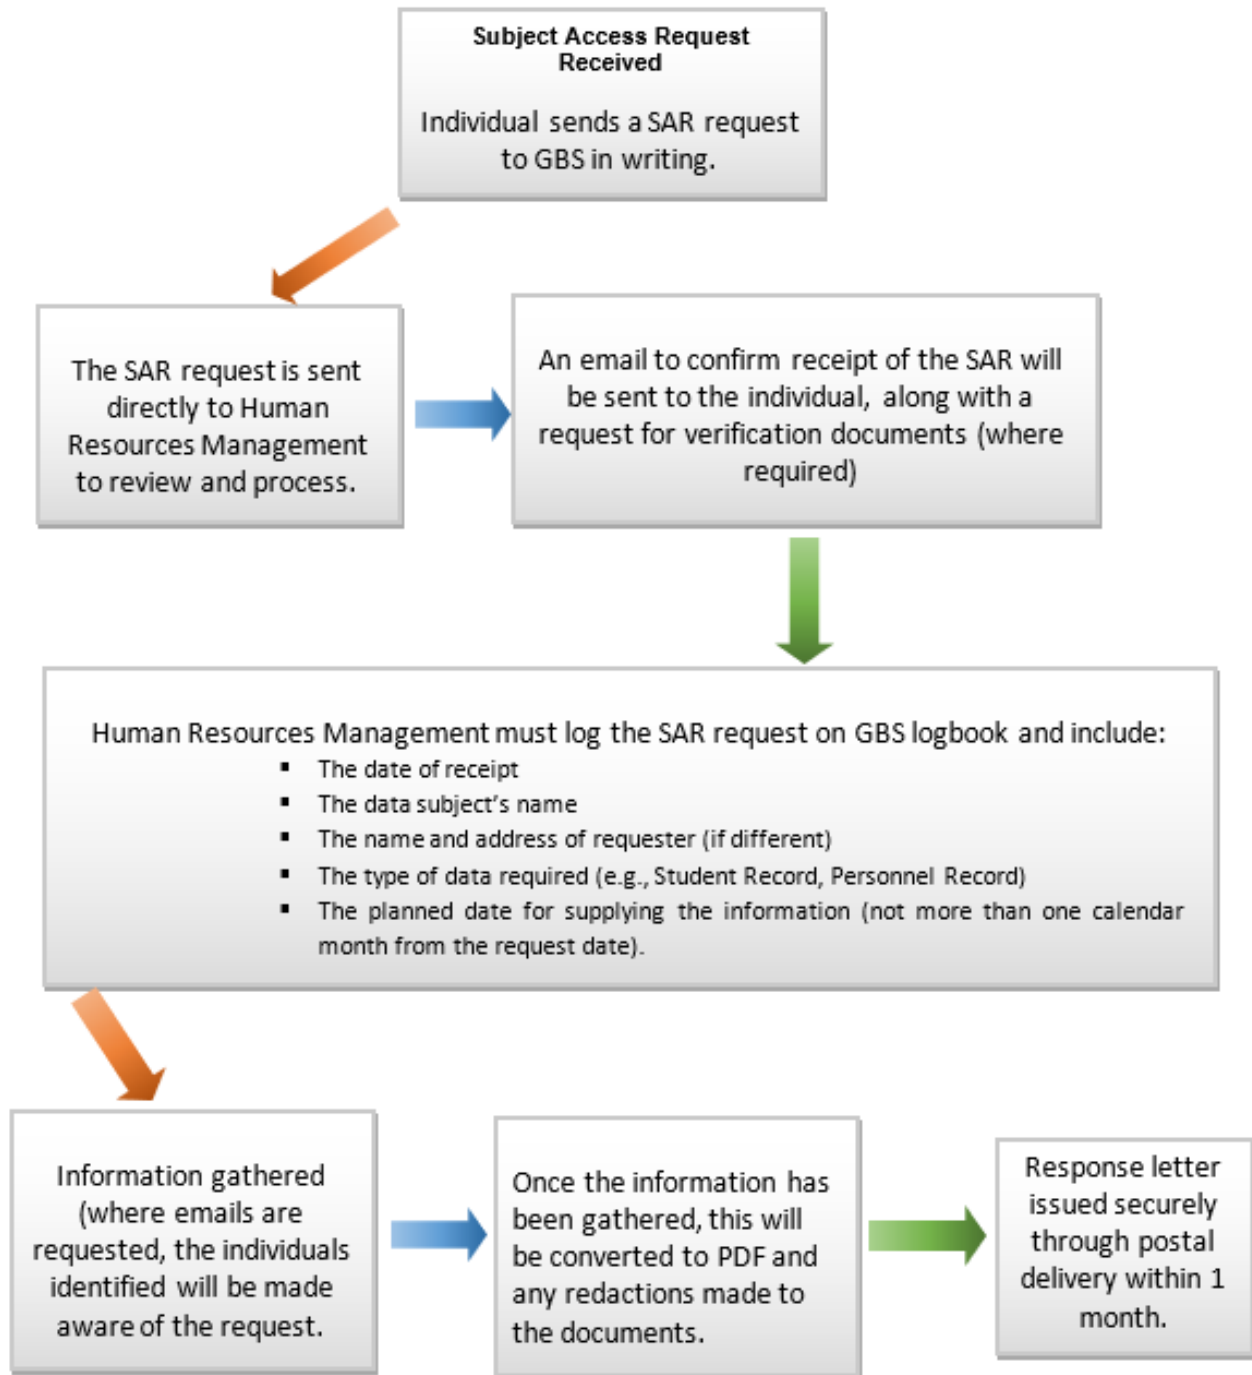 Subject Access Request
Received
Individual sends a SAR request
to GBS in writing.
The SAR request is sent
directly to Human
Resources Management
to review and process.
An email to confirm receipt of the SAR will
be sent to the individual, along with a
request for verification documents (where
required)
Human Resources Management must log the SAR request on GBS logbook and include:
▪ The date of receipt
▪ The data subject’s name
▪ The name and address of requester (if different)
▪ The type of data required (e.g., Student Record, Personnel Record)
▪ The planned date for supplying the information (not more than one calendar
month from the request date).
Information gathered
(where emails are
requested, the individuals
identified will be made
aware of the request.
Once the information has
been gathered, this will
be converted to PDF and
any redactions made to
the documents.
Response letter
issued securely
through postal
delivery within 1
month.